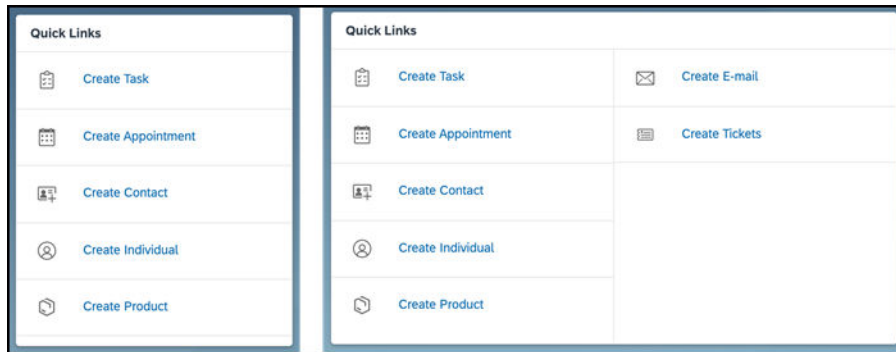 Quick Links
Create Task
Create Appointment
Create Contact
Create Individual
Create Product
Quick Links
Create Task
Create Appointment
Create Contact
Create Individual
Create Product
Create E-mail
Create Tickets